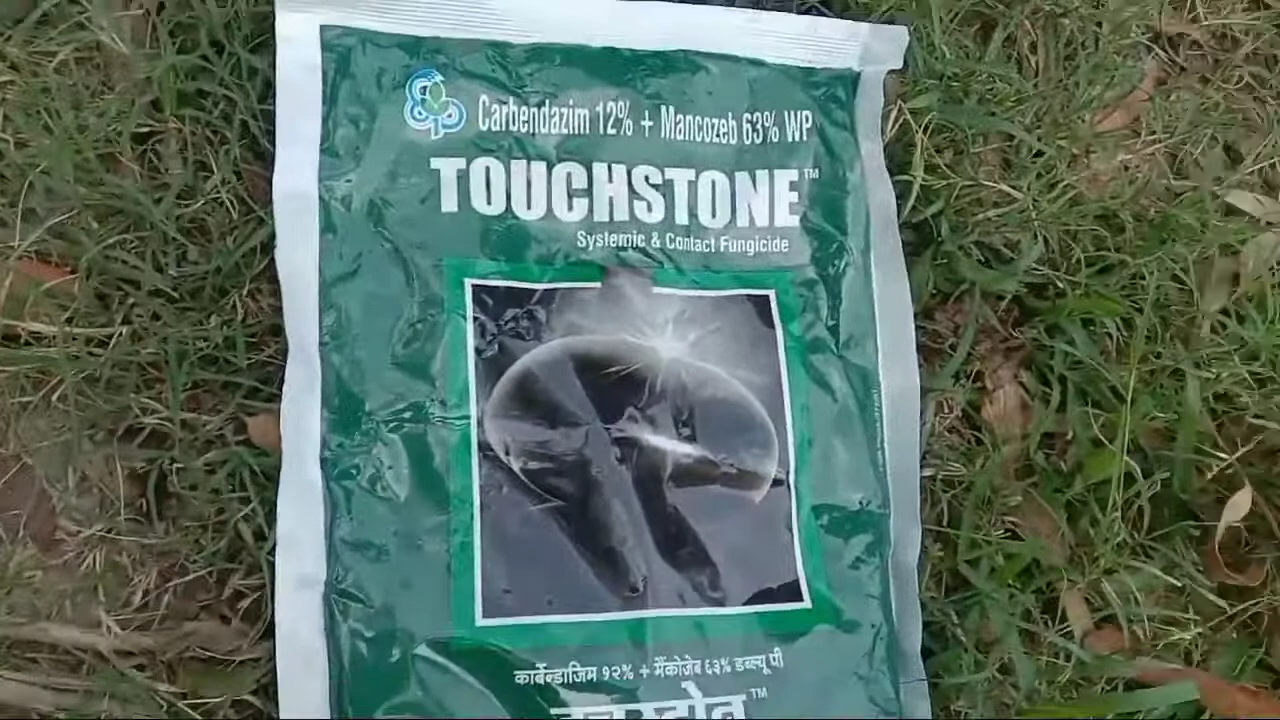 Carbendazim 12% + Mancozeb 63% WP
TOUCHSTONE™
Systemic & Contact Fungicide
कार्बेन्डाजिम १२% + मैंकोजेब ६३% डब्ल्यू पी